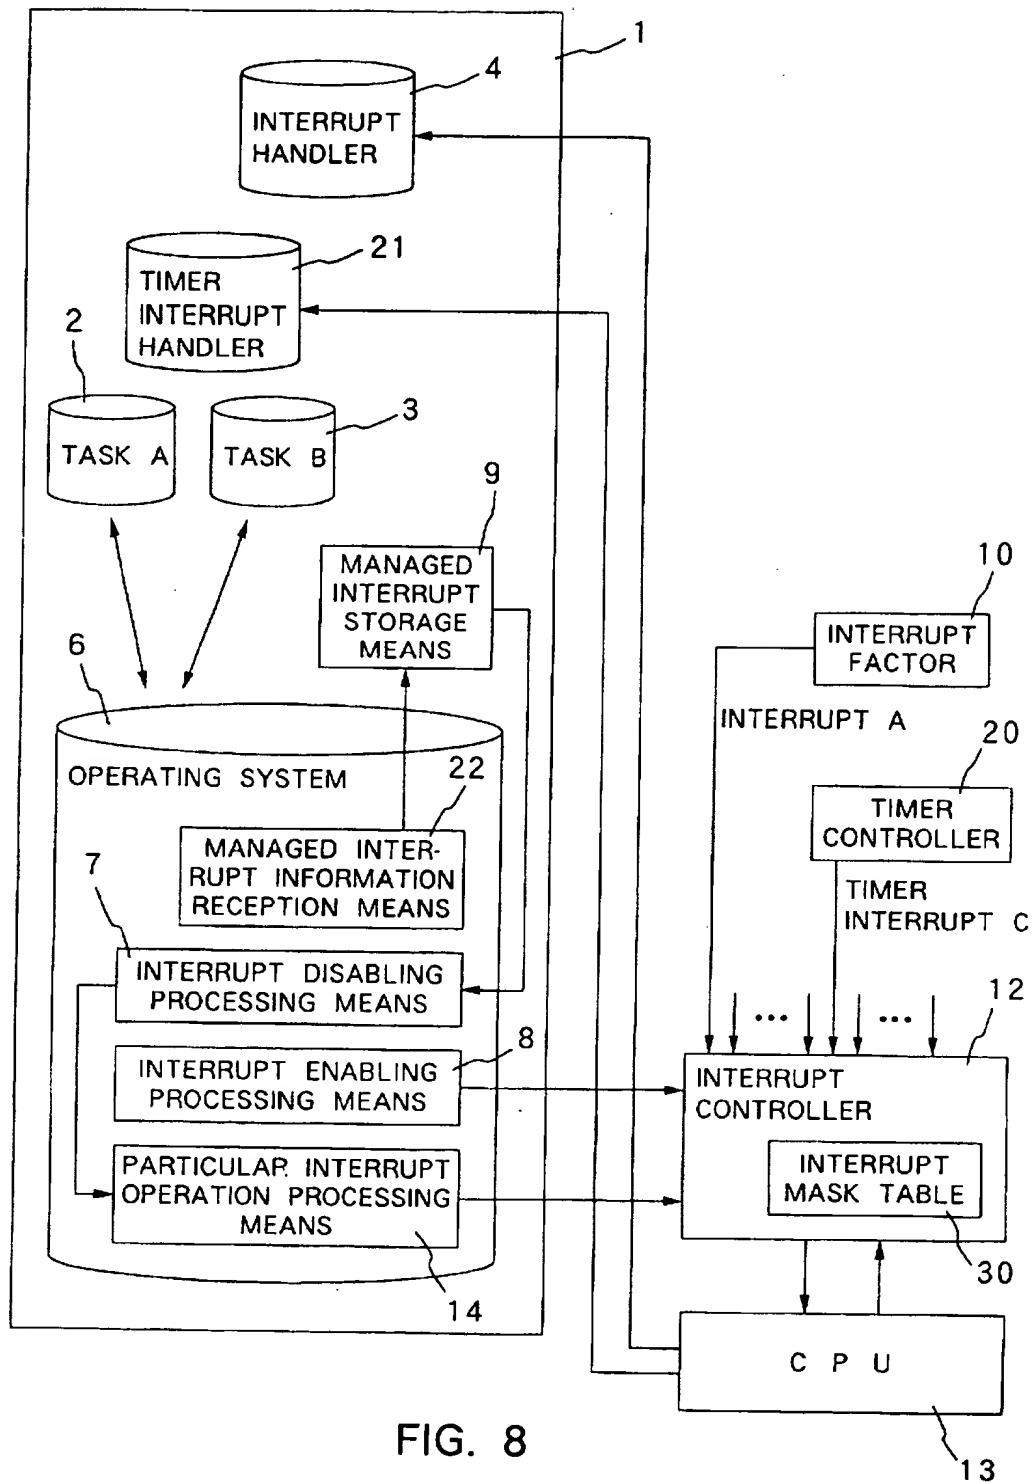 1
4
INTERRUPT
HANDLER
21
TIMER
INTERRUPT
HANDLER
2
3
TASK A
TASK B
9
MANAGED
INTERRUPT
STORAGE
MEANS
10
INTERRUPT
FACTOR
6
INTERRUPT A
20
OPERATING SYSTEM
22
TIMER
CONTROLLER
MANAGED INTER-
RUPT INFORMATION
RECEPTION MEANS
7
TIMER
INTERRUPT C
INTERRUPT DISABLING
PROCESSING MEANS
12
...
...
8
INTERRUPT ENABLING
PROCESSING MEANS
INTERRUPT
CONTROLLER
PARTICULAR. INTERRUPT
OPERATION PROCESSING
MEANS
INTERRUPT
MASK TABLE
14
30
C P U
13
FIG. 8